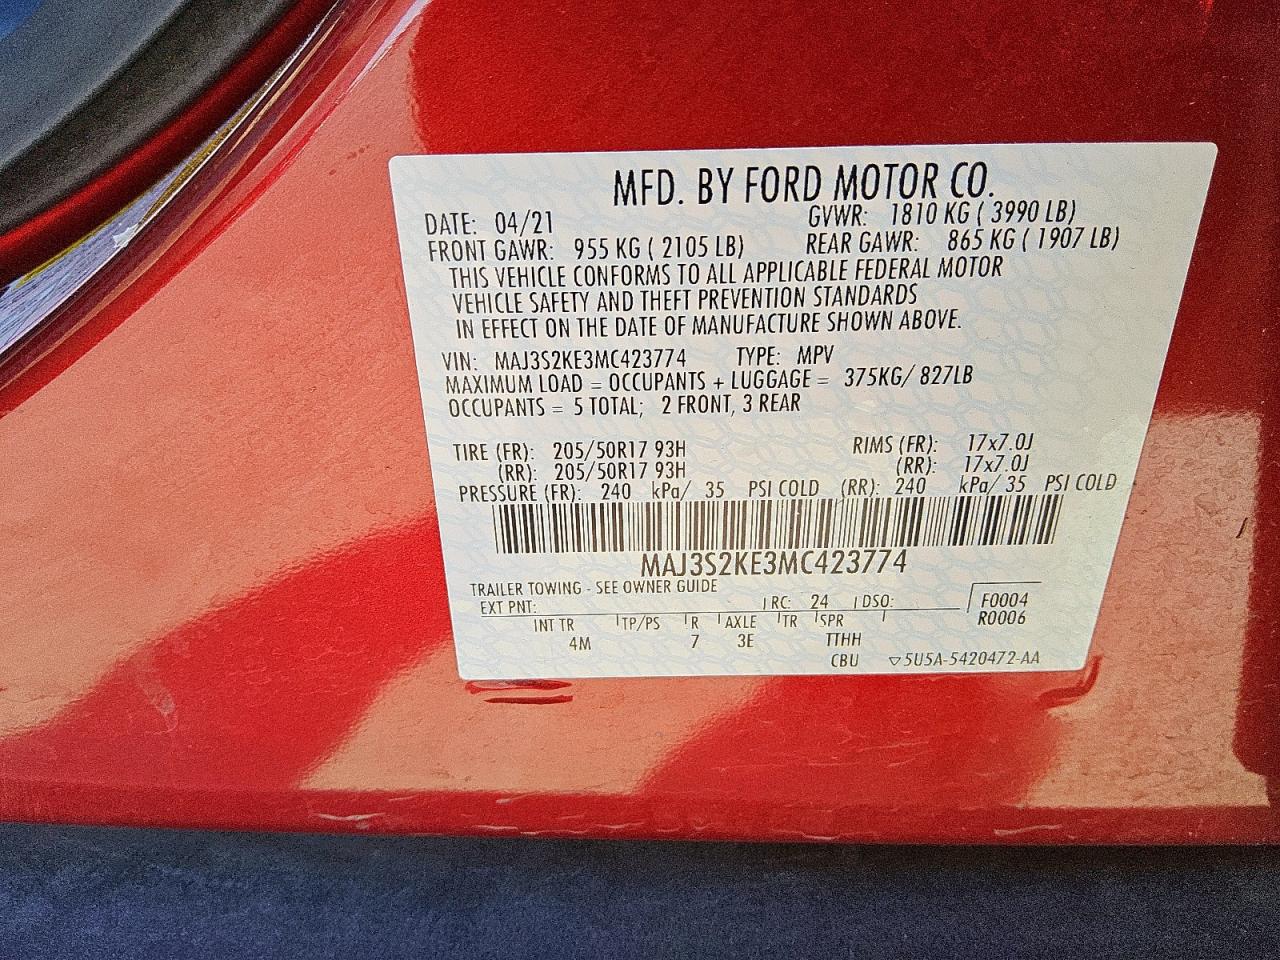 MFD. BY FORD MOTOR CO.
DATE: 04/21 GVWR: 1810 KG ( 3990 LB)
FRONT GAWR: 955 KG ( 2105 LB) REAR GAWR: 865 KG ( 1907 LB)
THIS VEHICLE CONFORMS TO ALL APPLICABLE FEDERAL MOTOR
VEHICLE SAFETY AND THEFT PREVENTION STANDARDS
IN EFFECT ON THE DATE OF MANUFACTURE SHOWN ABOVE.
VIN: MAJ3S2KE3MC423774 TYPE: MPV
MAXIMUM LOAD = OCCUPANTS + LUGGAGE = 375KG/ 827LB
OCCUPANTS = 5 TOTAL; 2 FRONT, 3 REAR
TIRE (FR): 205/50R17 93H RIMS (FR): 17x7.0J
(RR): 205/50R17 93H (RR): 17x7.0J
PRESSURE (FR): 240 kPa/ 35 PSI COLD (RR): 240 kPa/ 35 PSI COLD
MAJ3S2KE3MC423774
TRAILER TOWING - SEE OWNER GUIDE
EXT PNT: RC: 24 DSO: F0004
R0006
INT TR TP/PS R AXLE TR SPR
4M 7 3E TTHH
CBU ▽5U5A-5420472-AA